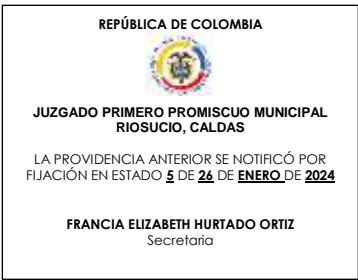 REPÚBLICA DE COLOMBIA
JUZGADO PRIMERO PROMISCUO MUNICIPAL
RIOSUCIO, CALDAS
LA PROVIDENCIA ANTERIOR SE NOTIFICÓ POR
FIJACIÓN EN ESTADO 5 DE 26 DE ENERO DE 2024
FRANCIA ELIZABETH HURTADO ORTIZ
Secretaria